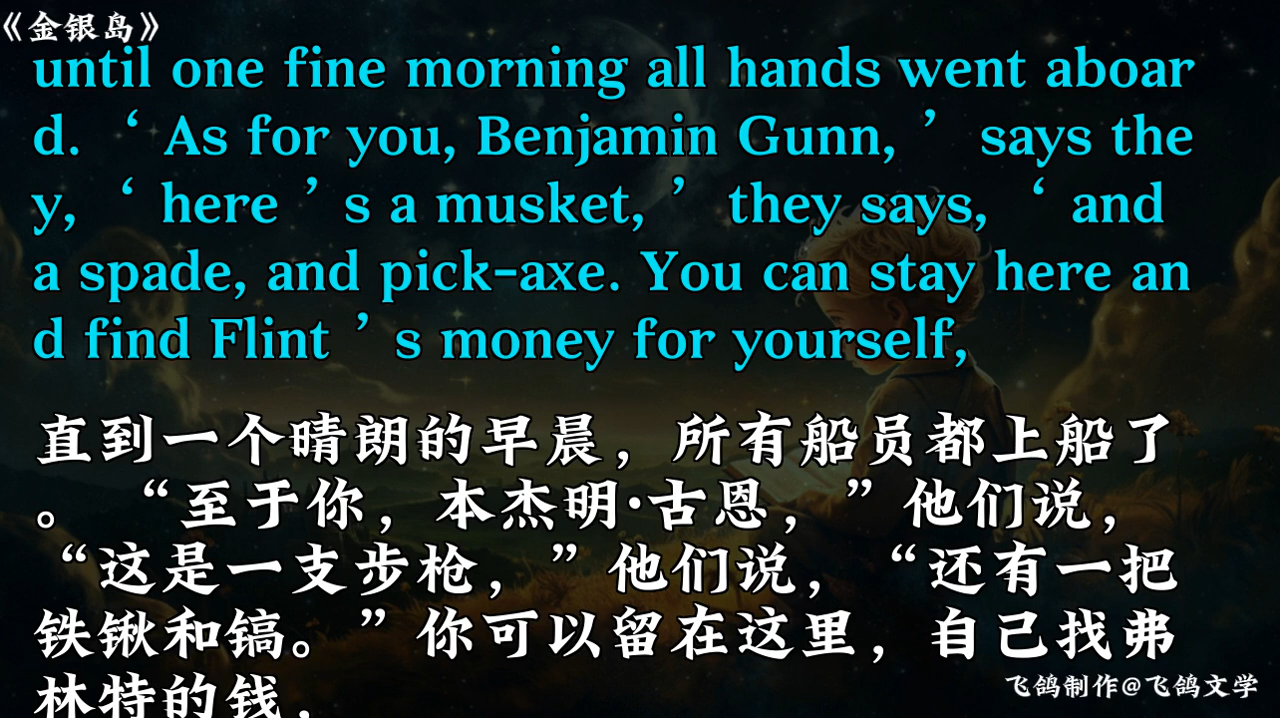 《金银岛》
until one fine morning all hands went aboar
d. ‘ As for you, Benjamin Gunn, ’ says the
y, ‘ here ’ s a musket, ’ they says, ‘ and
a spade, and pick-axe. You can stay here an
d find Flint ’ s money for yourself,
直到一个晴朗的早晨，所有船员都上船了
。 “至于你，本杰明·古恩，”他们说，
“这是一支步枪，”他们说，“还有一把
铁锹和镐。”你可以留在这里，自己找弗
林特的钱，
飞鸽制作@飞鸽文学